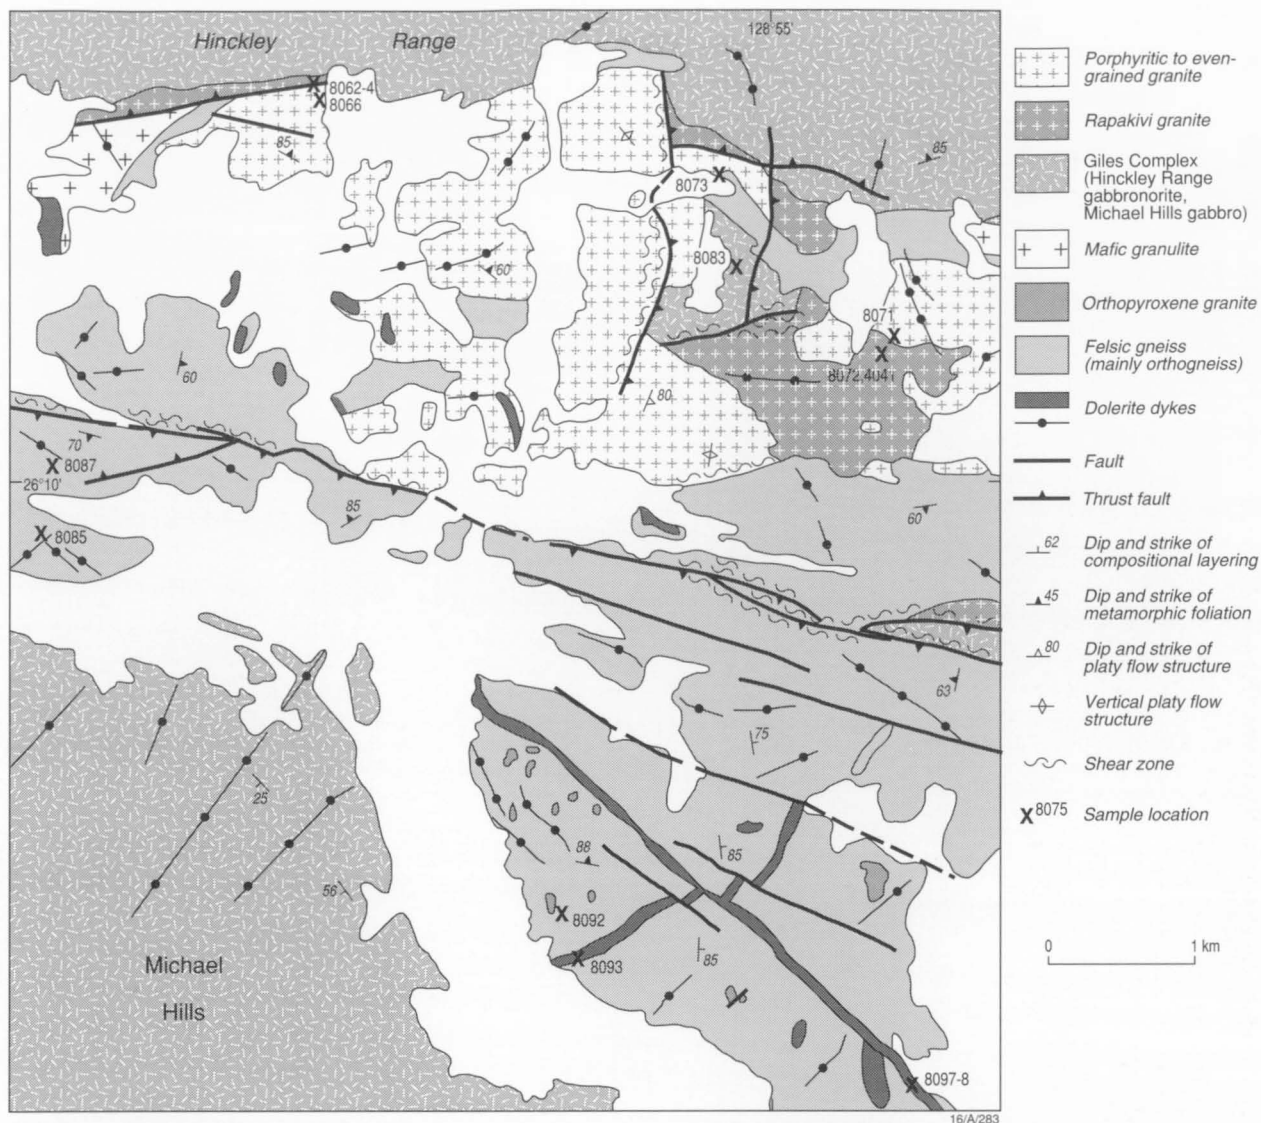 Hinckley Range
128°55'
8062-4
8066
85
85
8073
60
8083
8071
8072,4041
60
80
70
8087
26°10'
85
60
8085
63
75
25
88
85
56
8092
85
8093
Michael
Hills
8097-8
16/A/283
Porphyritic to even-
grained granite
Rapakivi granite
Giles Complex
(Hinckley Range
gabbronorite,
Michael Hills gabbro)
Mafic granulite
Orthopyroxene granite
Felsic gneiss
(mainly orthogneiss)
Dolerite dykes
Fault
Thrust fault
62
Dip and strike of
compositional layering
45
Dip and strike of
metamorphic foliation
80
Dip and strike of
platy flow structure
Vertical platy flow
structure
Shear zone
X 8075
Sample location
0 1 km